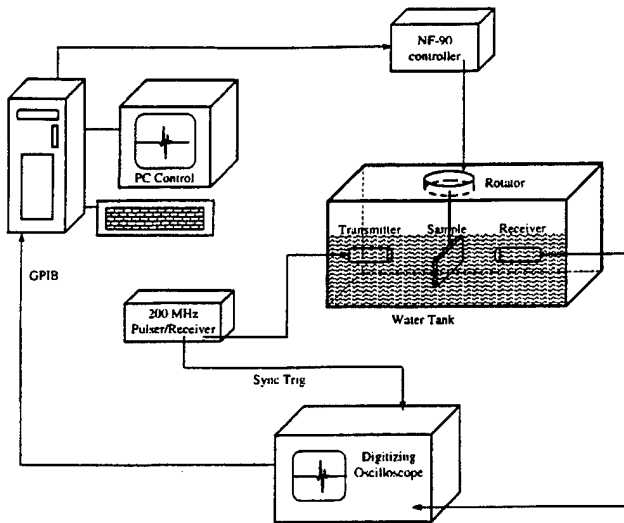 NF-90
controller
PC Control
Rotator
Transmitter
Sample
Receiver
GPIB
200 MHz
Pulser/Receiver
Water Tank
Sync Trig
Digitizing
Oscilloscope